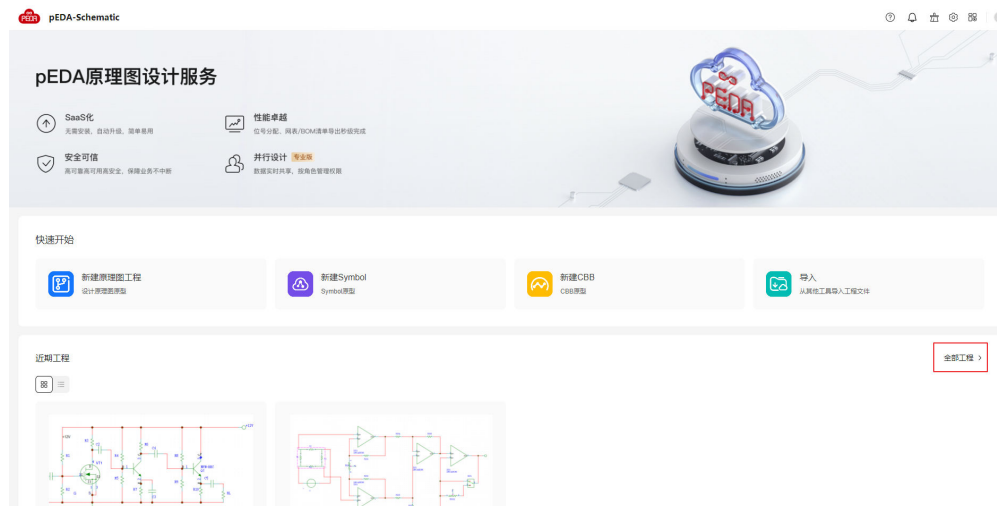 PEDA
pEDA-Schematic
pEDA原理图设计服务
PEDA
SaaS化
无需安装、自动升级、简单易用
性能卓越
位号分配、网表/BOM清单导出秒级完成
安全可信
高可靠高可用高安全，保障业务不中断
并行设计 专业版
数据实时共享，按角色管理权限
快速开始
新建原理图工程
设计原理图原型
新建Symbol
Symbol原型
新建CBB
CBB原型
导入
从其他工具导入工程文件
近期工程
全部工程 >